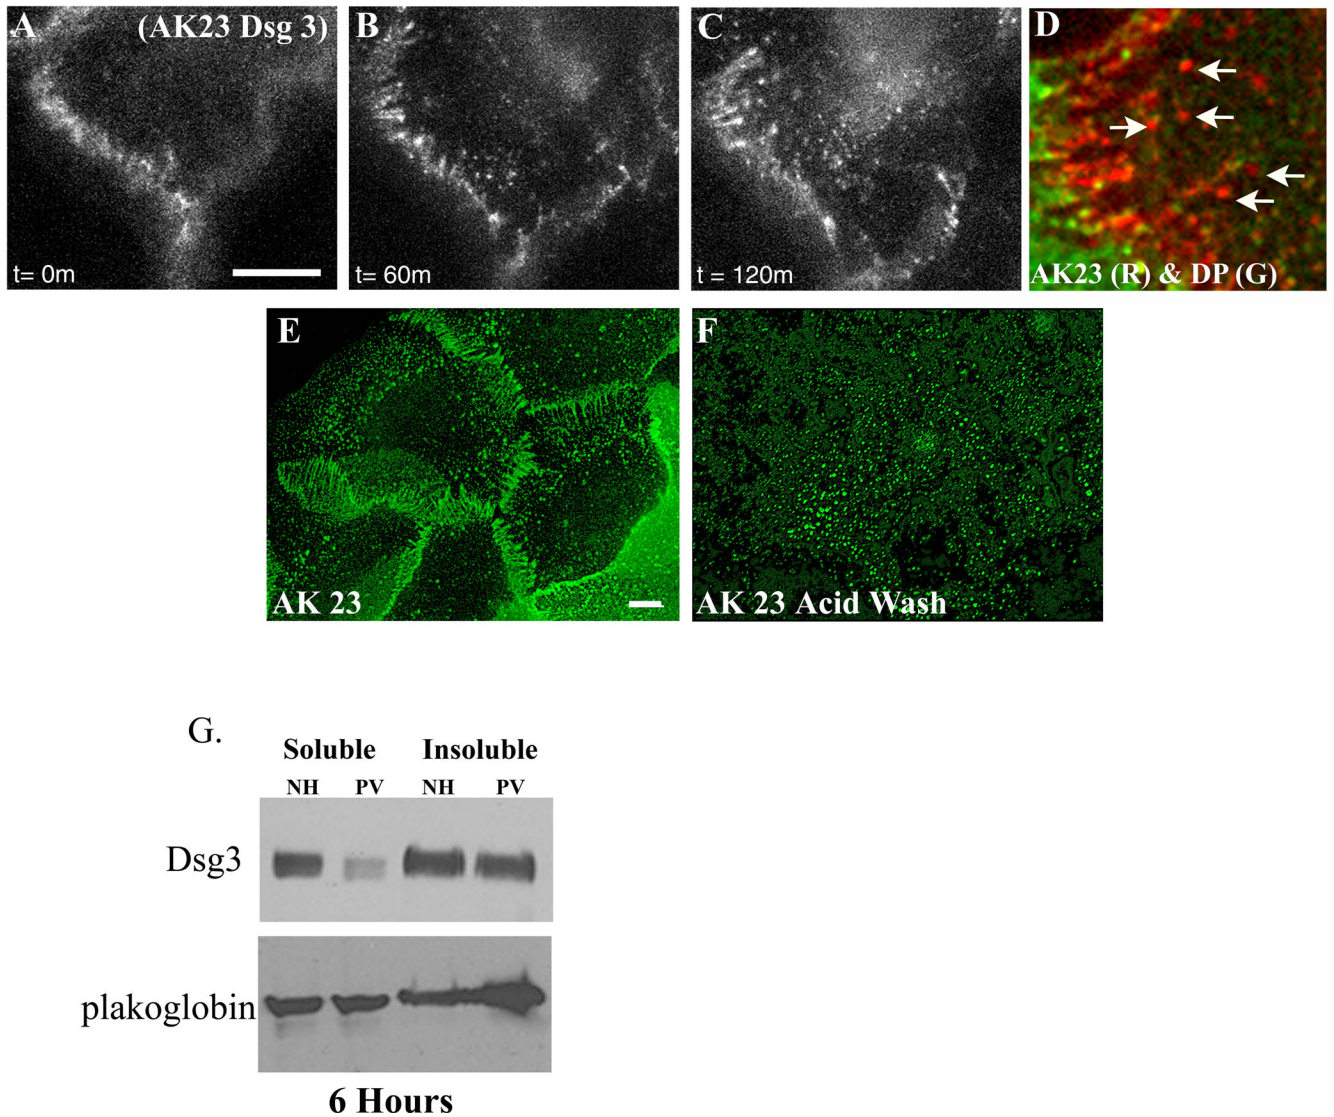 A
(AK23 Dsg 3)
B
C
D
t= 0m
t= 60m
t = 120m
AK23 (R) & DP (G)
E
F
AK 23
AK 23 Acid Wash
G.
Soluble
Insoluble
NH
PV
NH
PV
Dsg3
plakoglobin
6 Hours